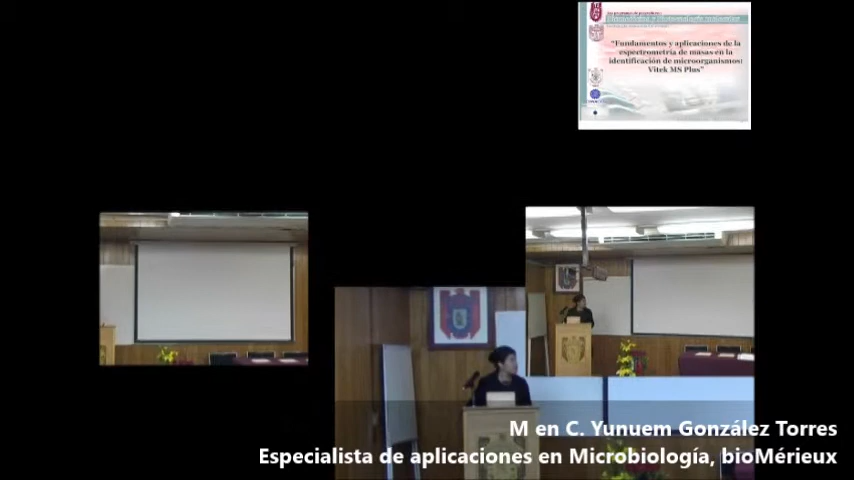 "Fundamentos y aplicaciones de la
espectrometría de masas en la
identificación de microorganismos:
Vitek MS Plus"
M en C. Yunuem González Torres
Especialista de aplicaciones en Microbiología, bioMérieux